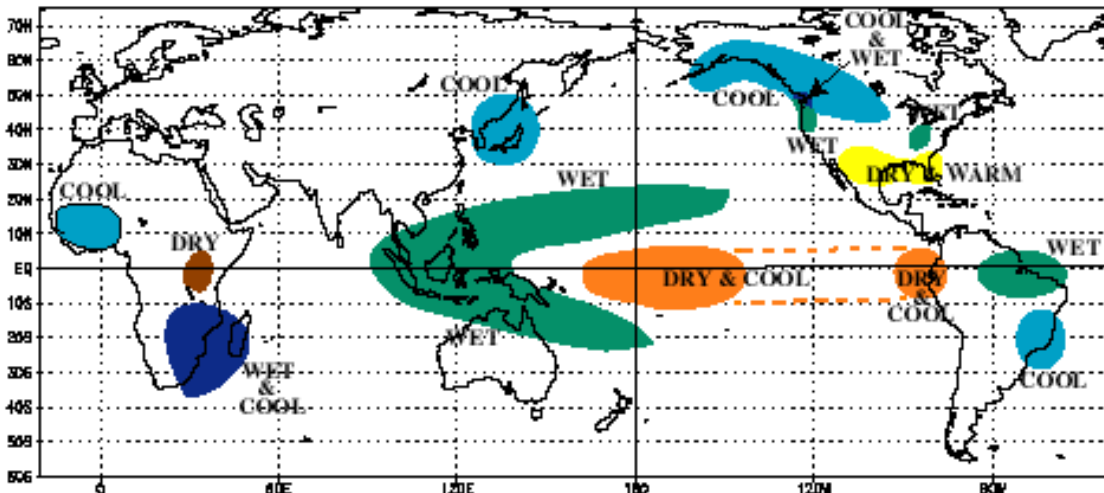 70N
60N
50N
40N
30N
20N
10N
EQ
10S
20S
30S
40S
50S
60S
COOL
DRY
WET
&
COOL
COOL
WET
WET
COOL
&
WET
COOL
WET
WET
DRY & WARM
DRY & COOL
DRY
&
COOL
WET
COOL
0
60E
120E
180
120W
60W